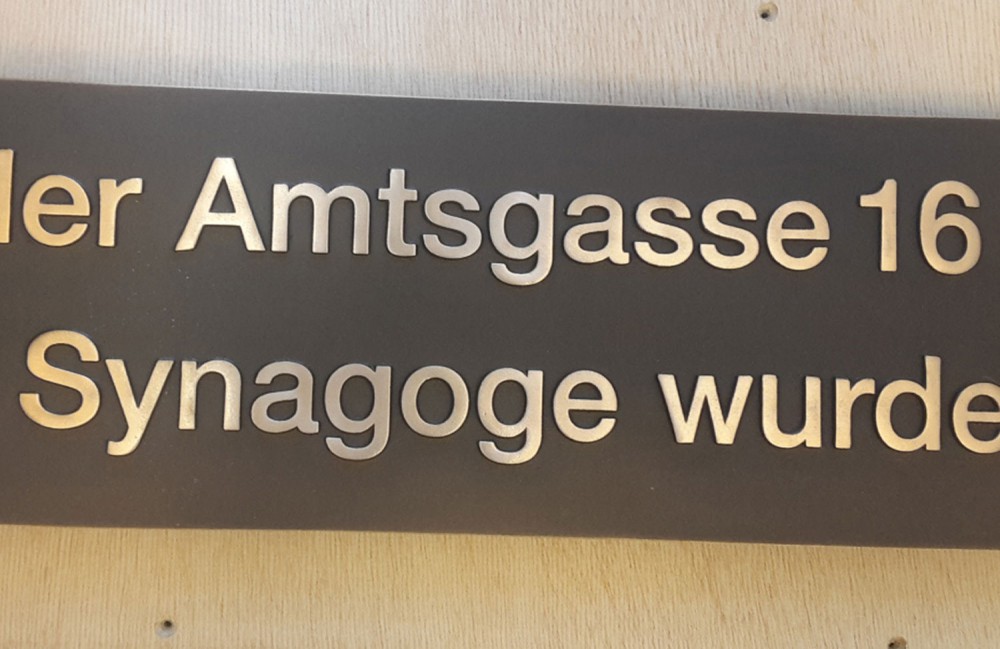 der Amtsgasse 16
Synagoge wurde